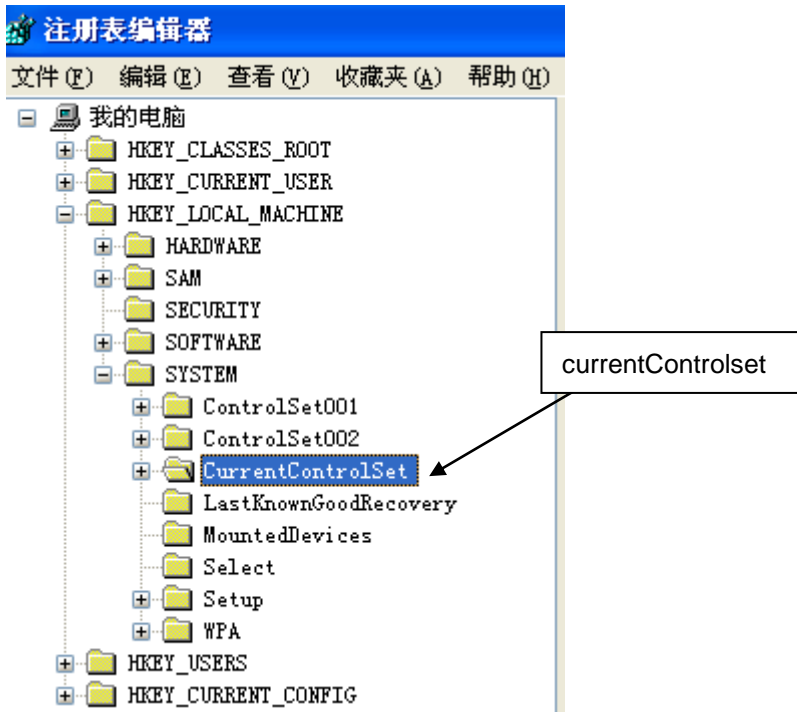 注册表编辑器
文件(F) 编辑(E) 查看(V) 收藏夹(A) 帮助(H)
我的电脑
HKEY_CLASSES_ROOT
HKEY_CURRENT_USER
HKEY_LOCAL_MACHINE
HARDWARE
SAM
SECURITY
SOFTWARE
SYSTEM
currentControlset
ControlSet001
ControlSet002
CurrentControlSet
LastKnownGoodRecovery
MountedDevices
Select
Setup
WPA
HKEY_USERS
HKEY_CURRENT_CONFIG